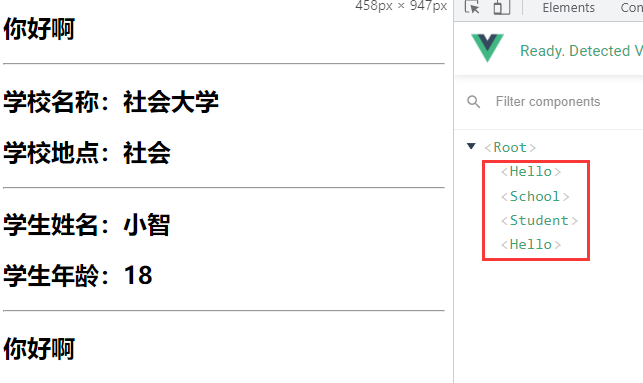 458px × 947px
Elements
Con
你好啊
Ready. Detected V
学校名称：社会大学
Filter components
学校地点：社会
<Root>
<Hello>
<School>
<Student>
<Hello>
学生姓名：小智
学生年龄：18
你好啊